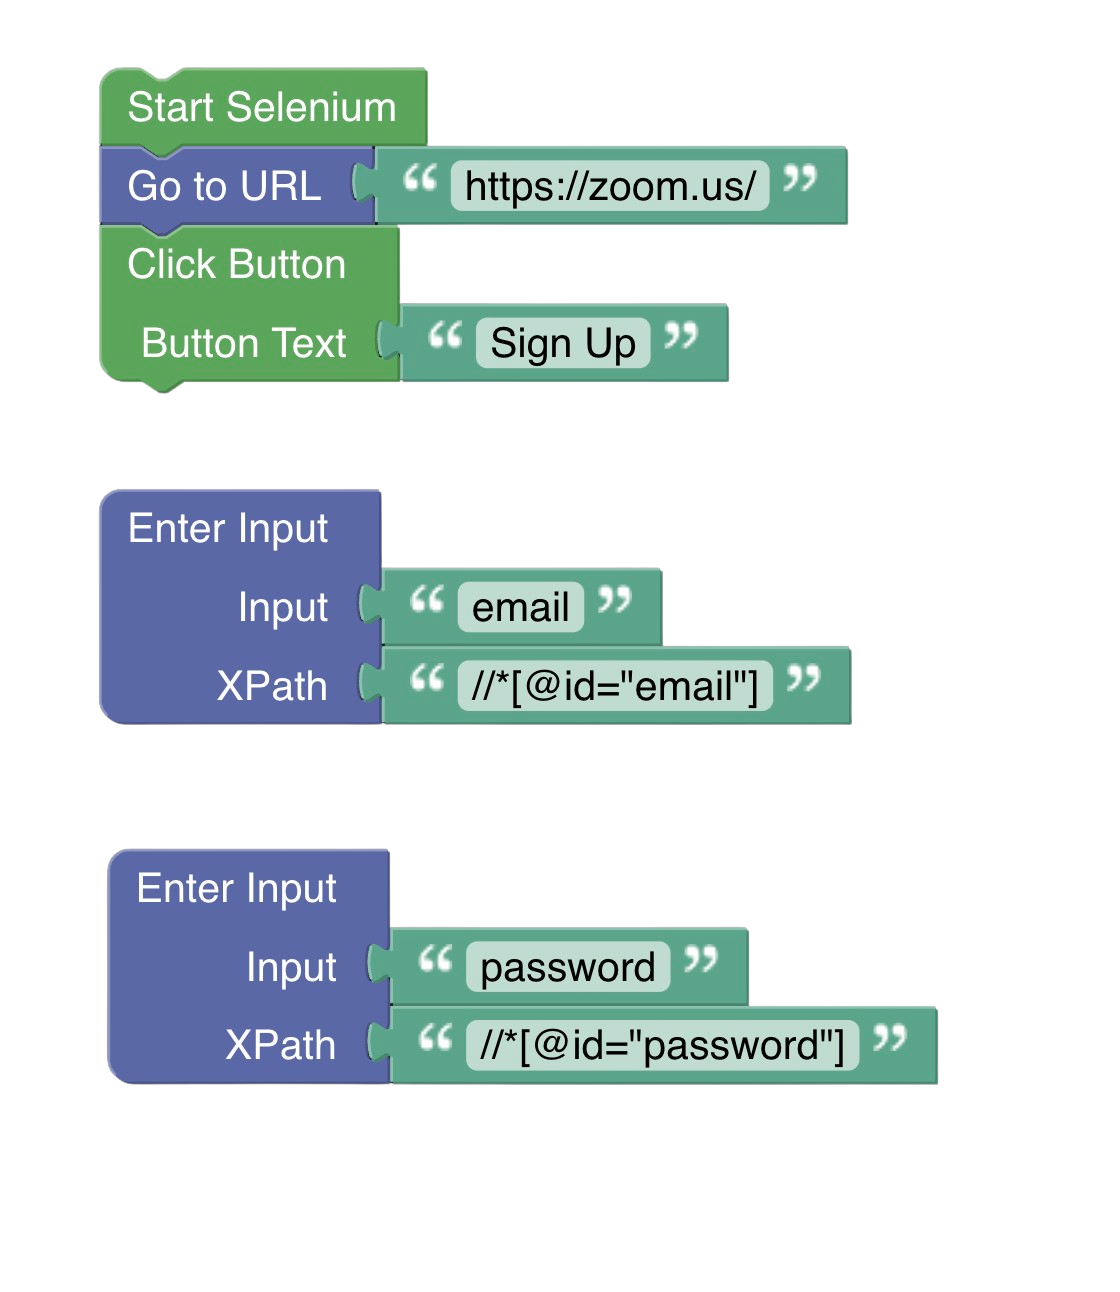 Start Selenium
Go to URL “ https://zoom.us/ ”
Click Button
Button Text “ Sign Up ”
Enter Input
Input “ email ”
XPath “ //*[@id="email"] ”
Enter Input
Input “ password ”
XPath “ //*[@id="password"] ”